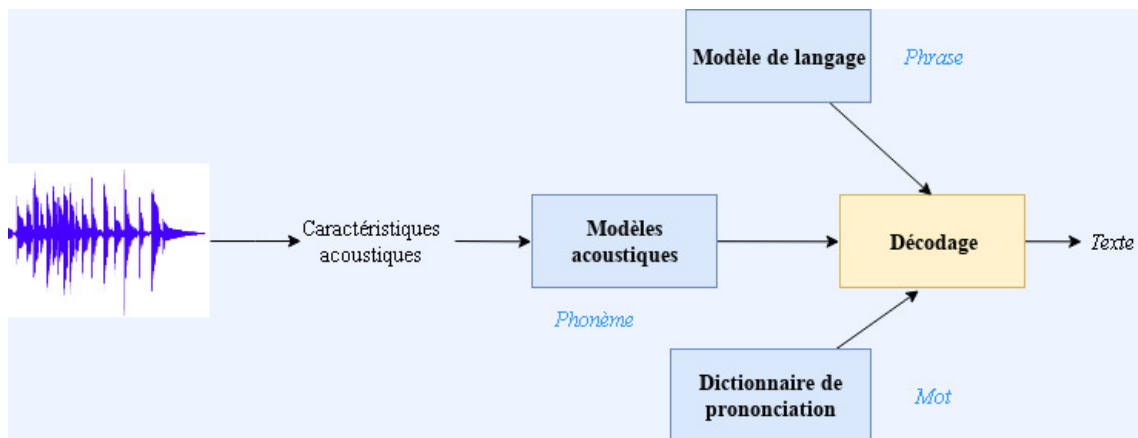 Modèle de langage
Phrase
Caractéristiques
acoustiques
Modèles
acoustiques
Phonème
Décodage
Texte
Dictionnaire de
prononciation
Mot